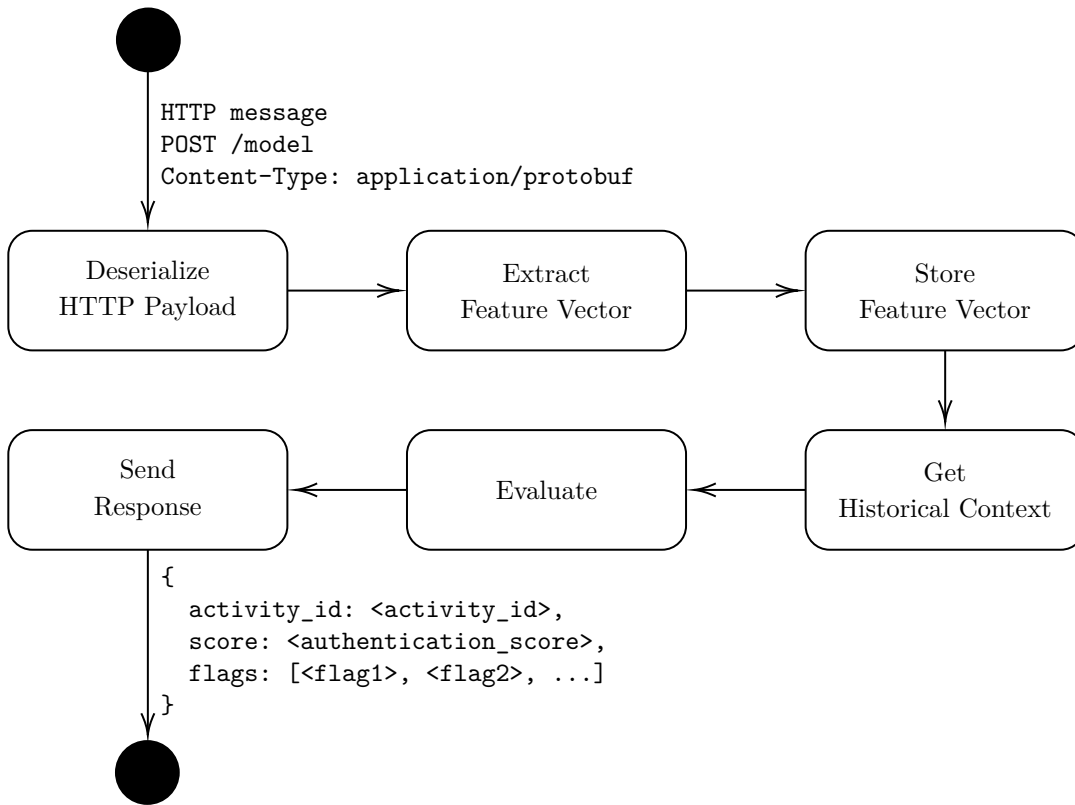 HTTP message
POST /model
Content-Type: application/protobuf
Deserialize
HTTP Payload
Extract
Feature Vector
Store
Feature Vector
Get
Historical Context
Evaluate
Send
Response
{
  activity_id: <activity_id>,
  score: <authentication_score>,
  flags: [<flag1>, <flag2>, ...]
}